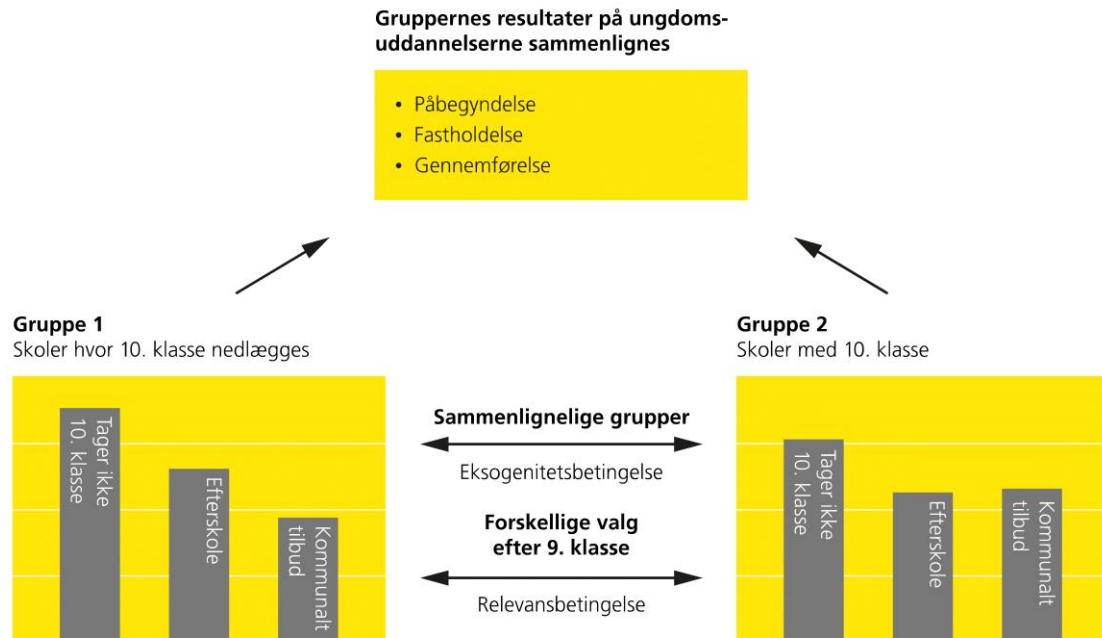 Gruppernes resultater på ungdoms-
uddannelserne sammenlignes
• Påbegyndelse
• Fastholdelse
• Gennemførelse
Gruppe 1
Skoler hvor 10. klasse nedlægges
Tager ikke
10. klasse
Efterskole
Kommunalt
tilbud
Sammenlignelige grupper
Eksogenitetsbetingelse
Forskellige valg
efter 9. klasse
Relevansbetingelse
Gruppe 2
Skoler med 10. klasse
Tager ikke
10. klasse
Efterskole
Kommunalt
tilbud